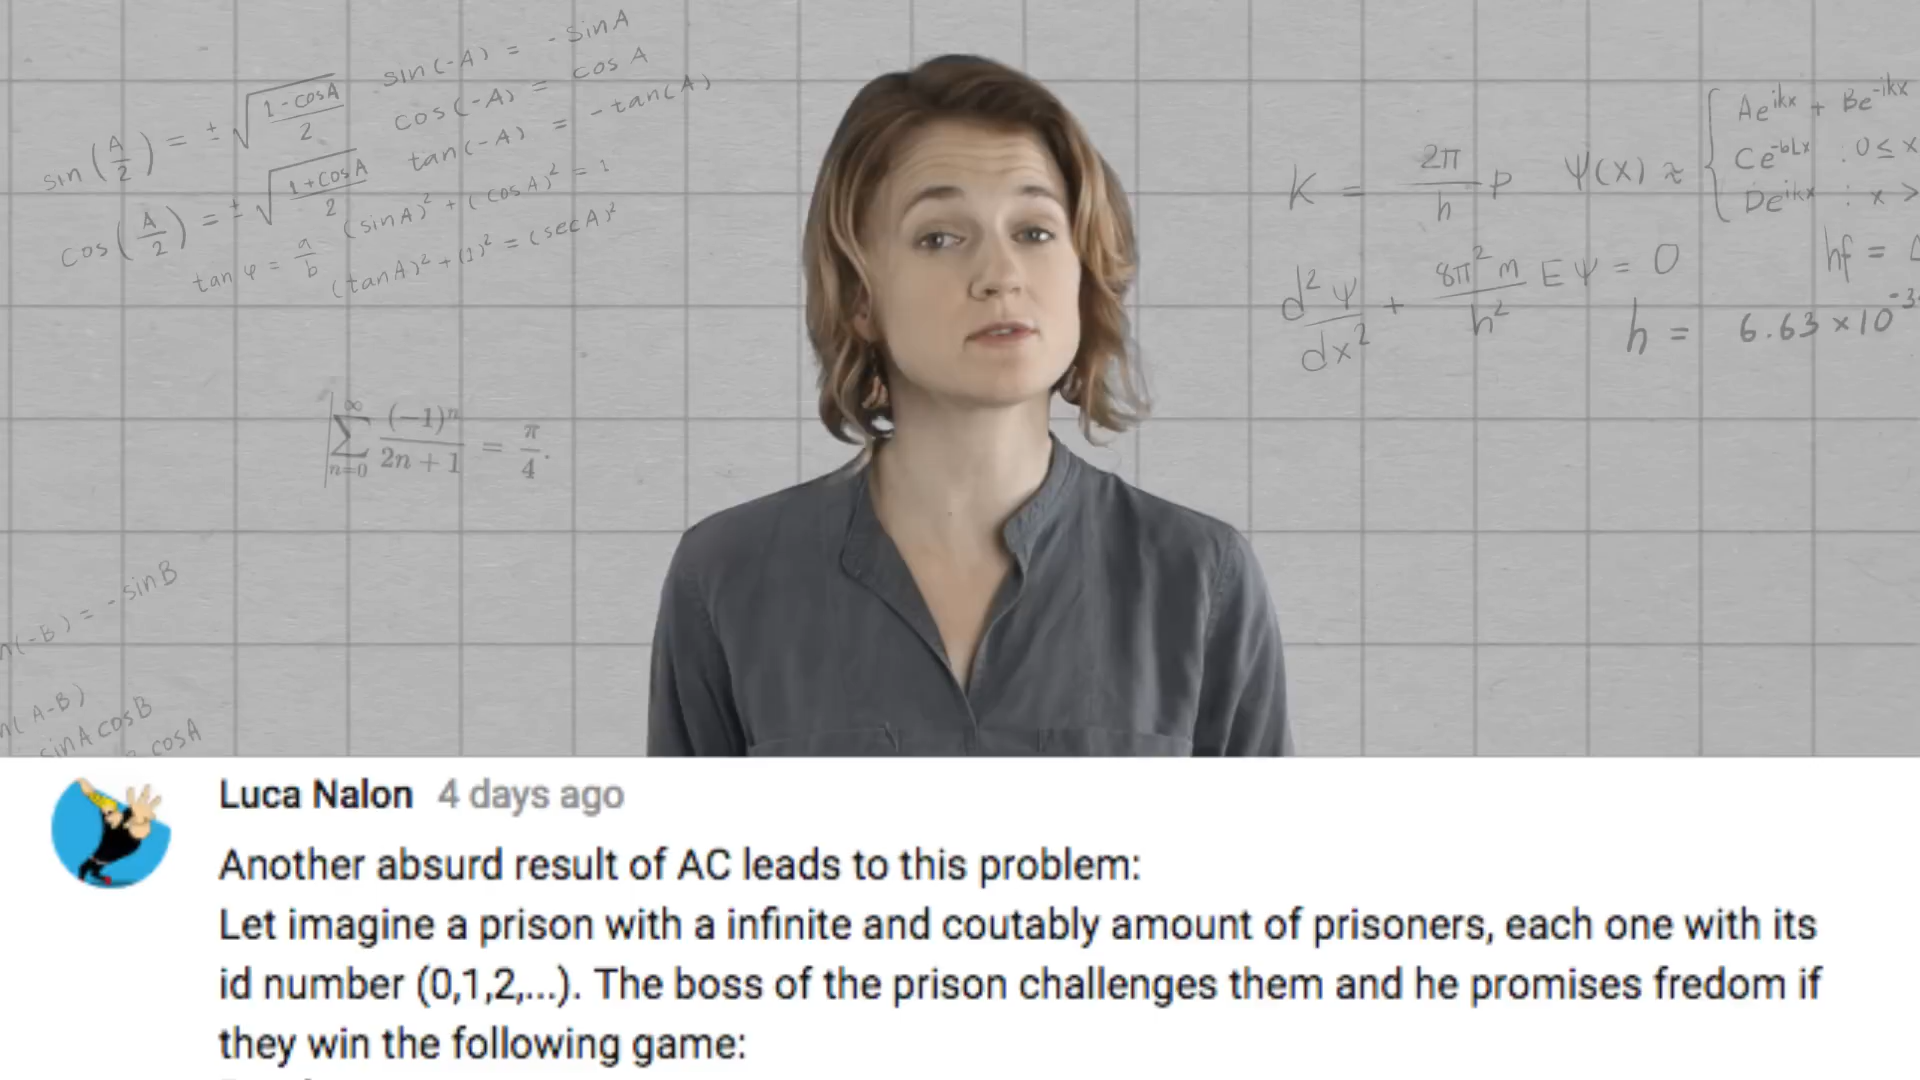 sin(-A) = -sin A
cos(-A) = cos A
tan(-A) = -tan(A)
sin(A/2) = ±√((1-cosA)/2)
cos(A/2) = ±√((1+cosA)/2)
(sinA)² + (cosA)² = 1
tan φ = a/b
(tanA)² + (1)² = (secA)²
∑_{n=0}^{∞} (-1)^n/(2n+1) = π/4.
K = 2π/h p
Ψ(x) ≈ { Ae^{ikx} + Be^{-ikx}
Ce^{-bLx} : 0 ≤ x
De^{ikx} : x >
d²ψ/dx² + 8π²m/h² Eψ = 0
hf =
h = 6.63 × 10
(-B) = -sinB
(A-B)
sinA cosB
cosA
Luca Nalon 4 days ago
Another absurd result of AC leads to this problem:
Let imagine a prison with a infinite and coutably amount of prisoners, each one with its
id number (0,1,2,...). The boss of the prison challenges them and he promises fredom if
they win the following game: